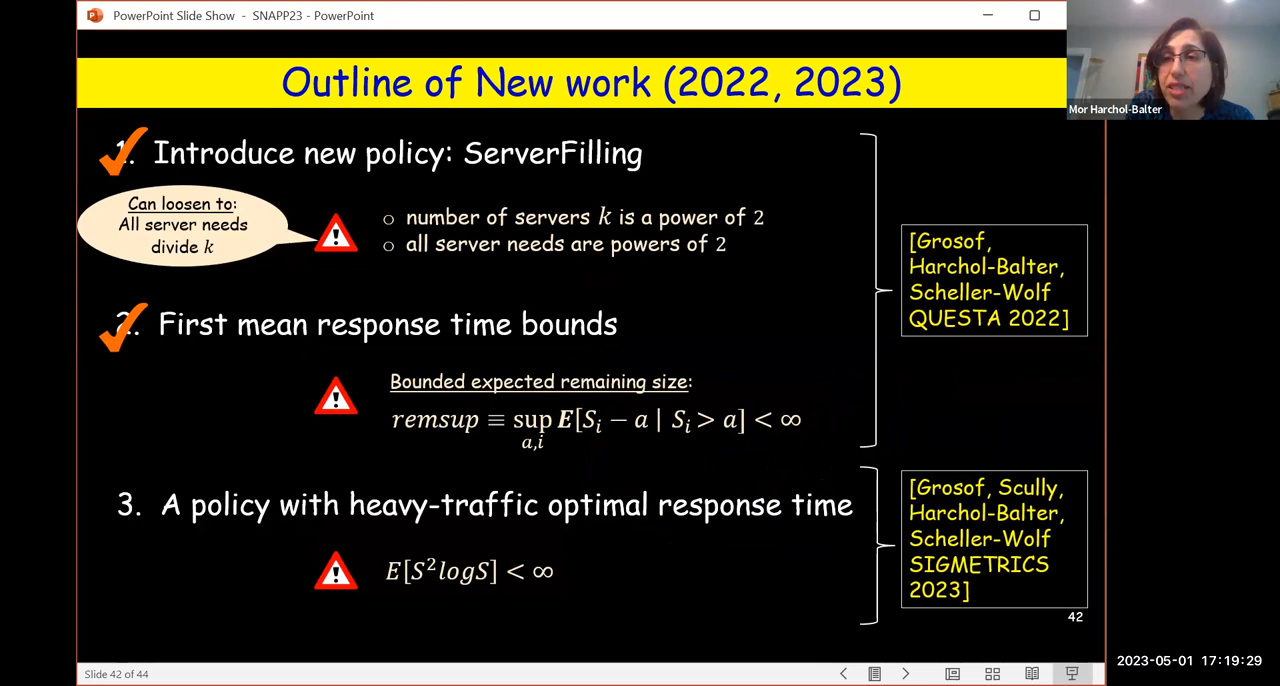 PowerPoint Slide Show - SNAPP23 - PowerPoint
Outline of New work (2022, 2023)
Mor Harchol-Balter
1. Introduce new policy: ServerFilling
Can loosen to:
All server needs
divide k
o number of servers k is a power of 2
o all server needs are powers of 2
[Grosof,
Harchol-Balter,
Scheller-Wolf
QUESTA 2022]
2. First mean response time bounds
Bounded expected remaining size:
remsup ≡ sup E[Sᵢ − a | Sᵢ > a] < ∞
a,i
3. A policy with heavy-traffic optimal response time
E[S²logS] < ∞
[Grosof, Scully,
Harchol-Balter,
Scheller-Wolf
SIGMETRICS
2023]
42
Slide 42 of 44
2023-05-01 17:19:29